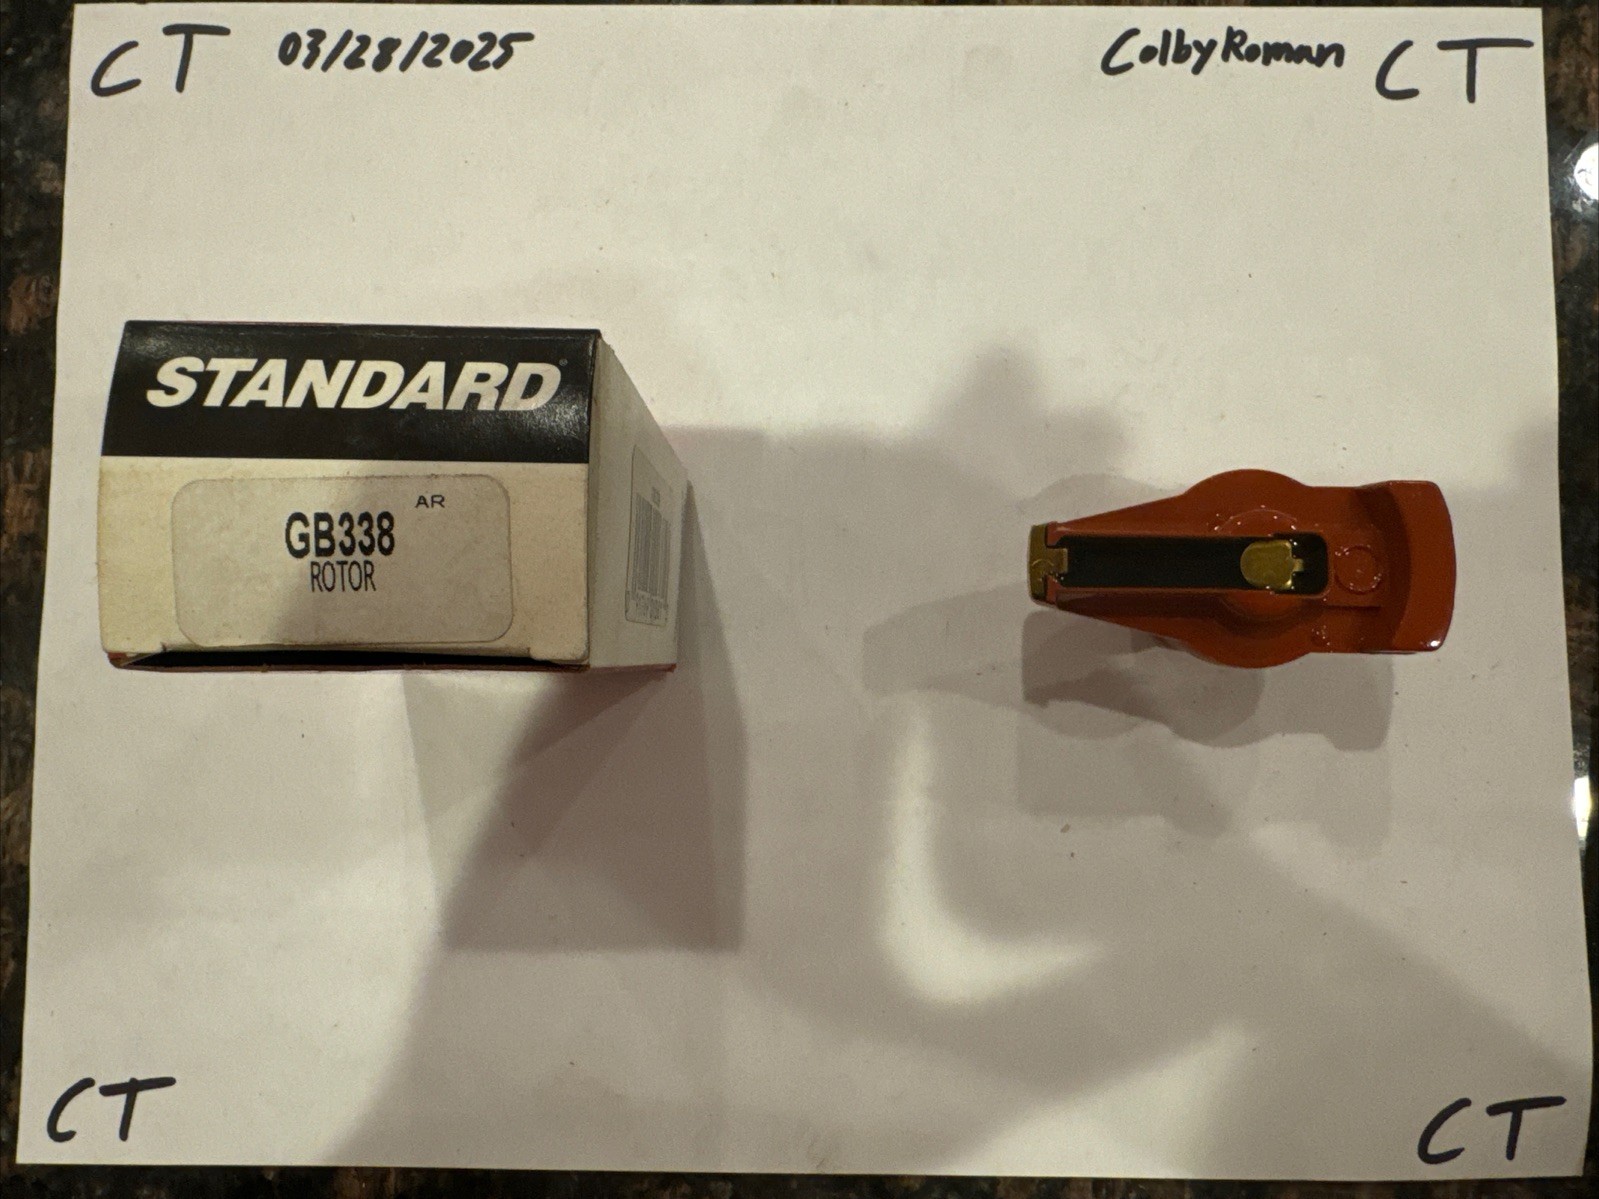 CT 03/28/2025 ColbyRoman CT
STANDARD
AR
GB338
ROTOR
CT CT